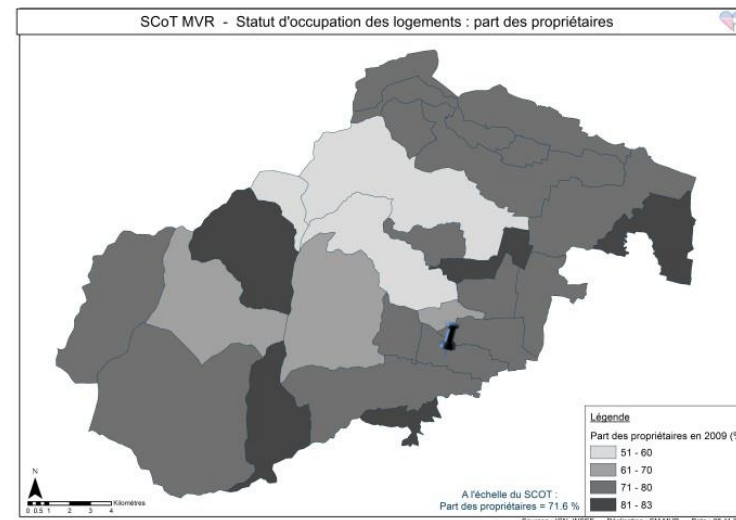 SCoT MVR - Statut d'occupation des logements : part des propriétaires
Légende
Part des propriétaires en 2009 (%
51 - 60
61 - 70
71 - 80
81 - 83
A l'échelle du SCOT :
Part des propriétaires = 71.6 %
N
Kilomètres
0 0.5 1 2 3 4